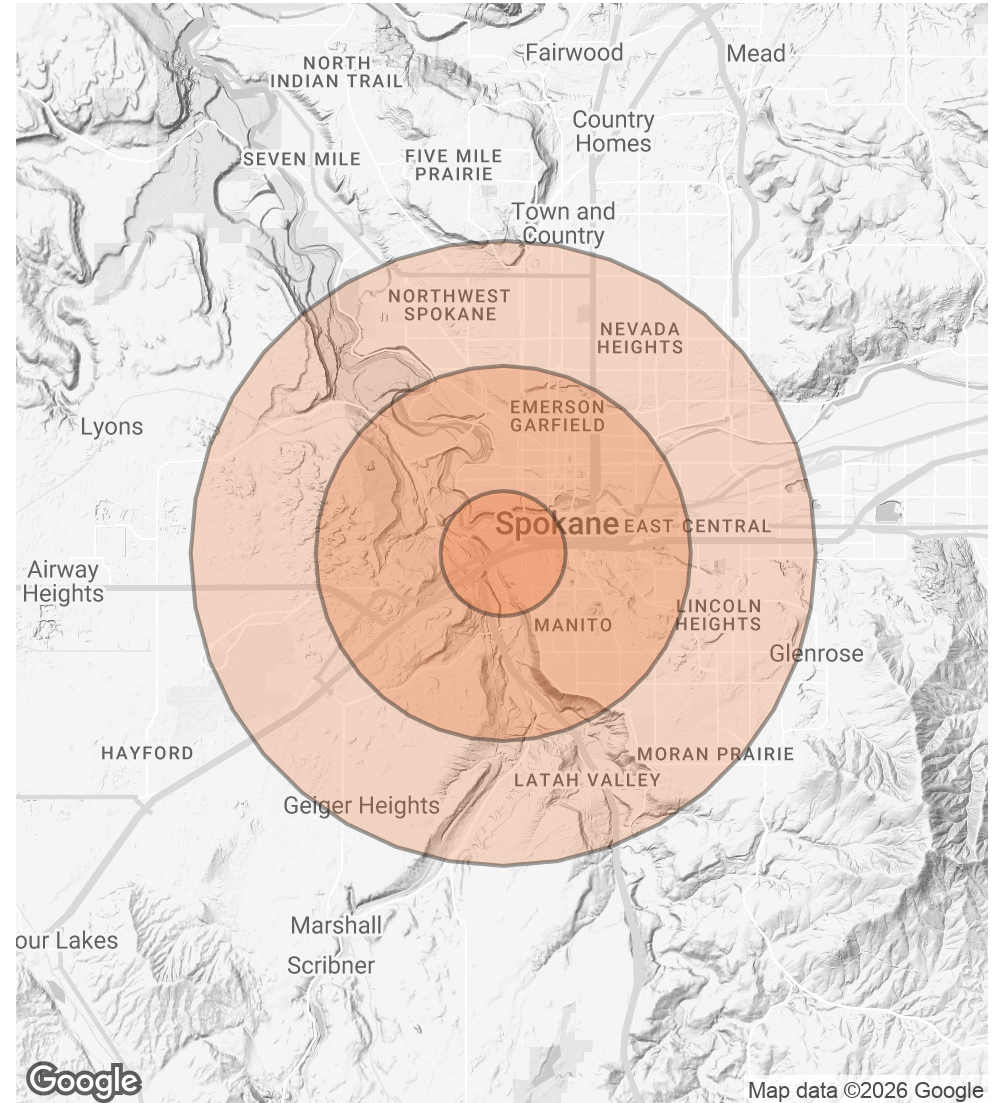 Fairwood
Mead
NORTH
INDIAN TRAIL
Country
Homes
SEVEN MILE
FIVE MILE
PRAIRIE
Town and
Country
NORTHWEST
SPOKANE
NEVADA
HEIGHTS
EMERSON
GARFIELD
Lyons
Spokane
EAST CENTRAL
Airway
Heights
MANITO
LINCOLN
HEIGHTS
Glenrose
HAYFORD
MORAN PRAIRIE
LATAH VALLEY
Geiger Heights
Marshall
our Lakes
Scribner
Google
Map data ©2026 Google